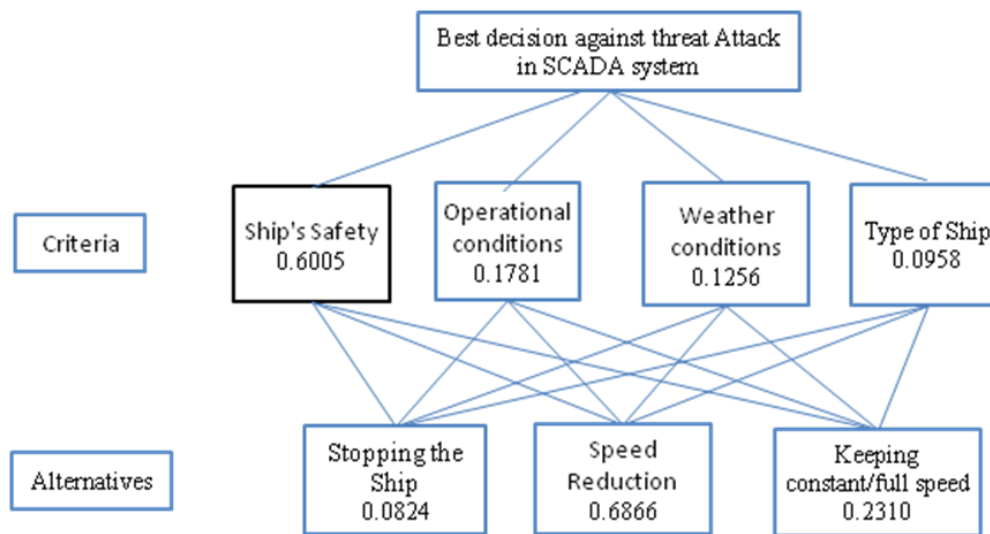 Best decision against threat Attack
in SCADA system
Criteria
Ship's Safety
0.6005
Operational
conditions
0.1781
Weather
conditions
0.1256
Type of Ship
0.0958
Alternatives
Stopping the
Ship
0.0824
Speed
Reduction
0.6866
Keeping
constant/full speed
0.2310